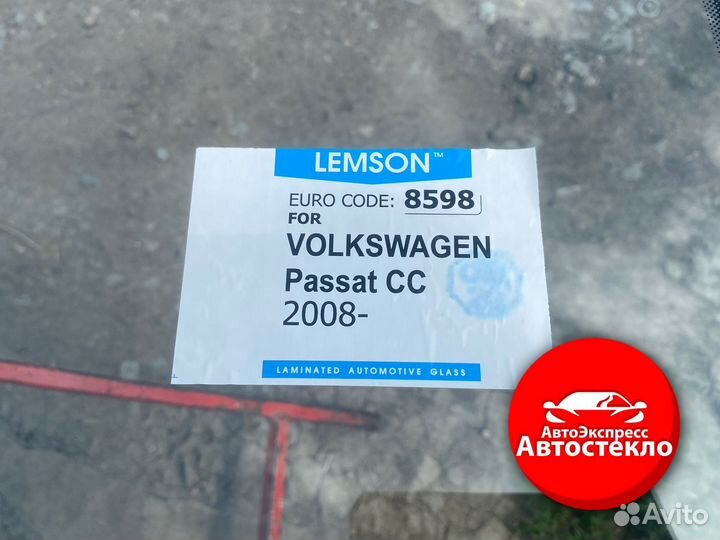 LEMSON™
EURO CODE: 8598
FOR
VOLKSWAGEN
Passat CC
2008-
LAMINATED AUTOMOTIVE GLASS
АвтоЭкспресс
Автостекло
Avito